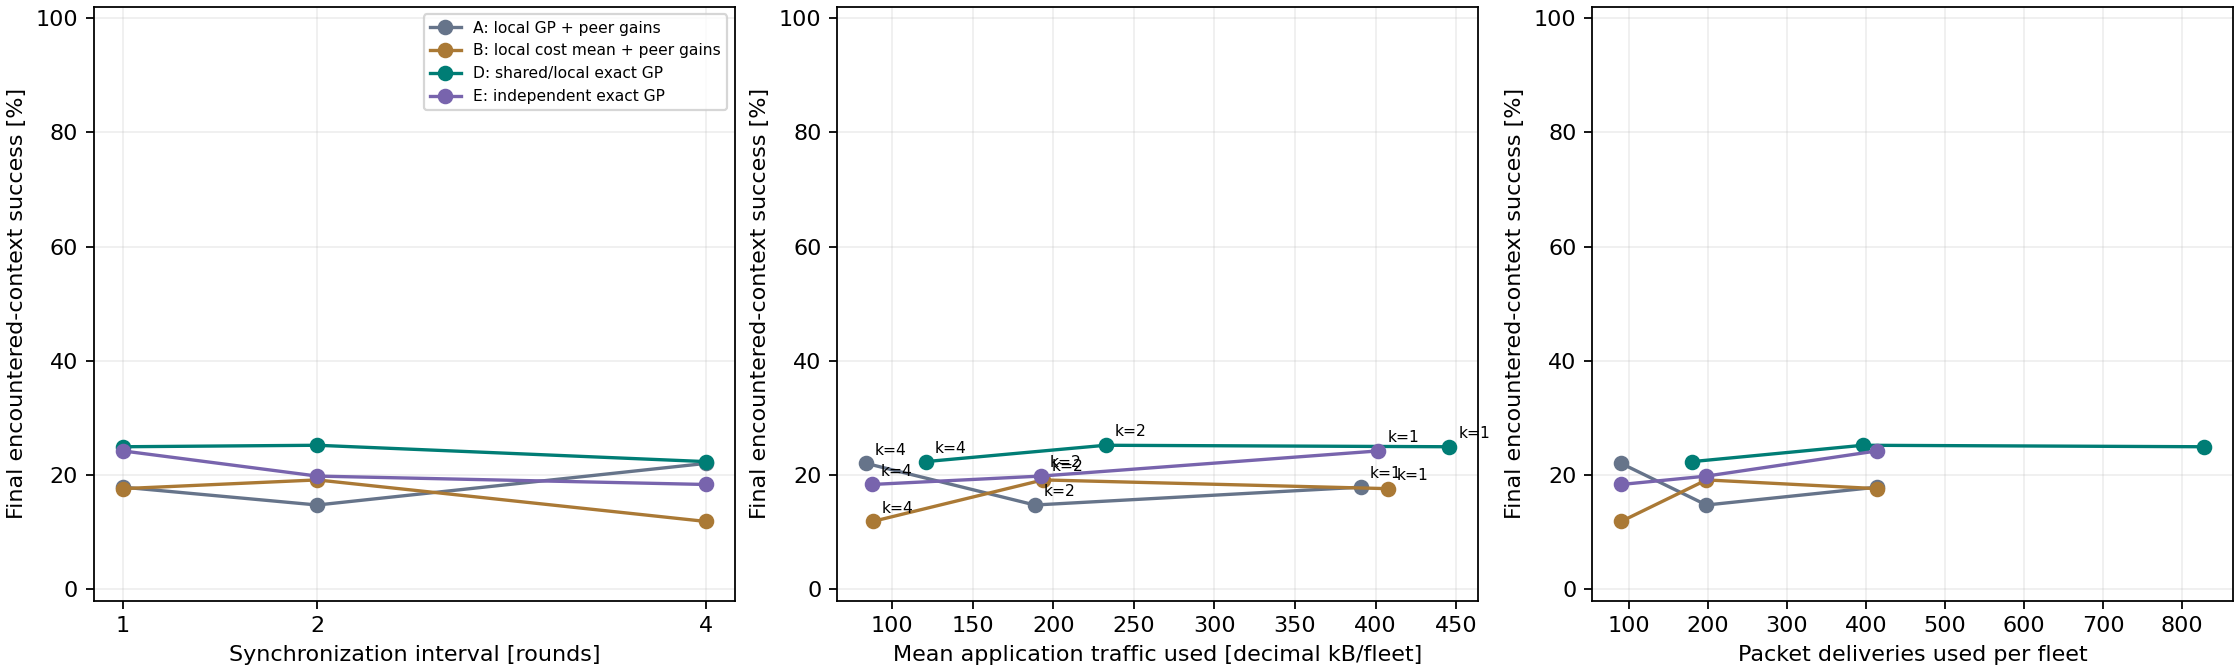 Final encountered-context success [%]
100
80
60
40
20
0
A: local GP + peer gains
B: local cost mean + peer gains
D: shared/local exact GP
E: independent exact GP
1
2
4
Synchronization interval [rounds]
Final encountered-context success [%]
100
80
60
40
20
0
k=4
k=4
k=4
k=4
k=2
k=2
k=2
k=2
k=1
k=1
k=1
k=1
100
150
200
250
300
350
400
450
Mean application traffic used [decimal kB/fleet]
Final encountered-context success [%]
100
80
60
40
20
0
100
200
300
400
500
600
700
800
Packet deliveries used per fleet